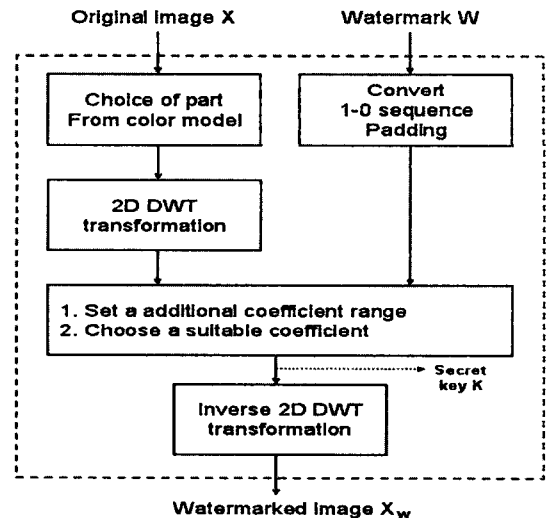 Original image X
Watermark W
Choice of part
From color model
Convert
1-0 sequence
Padding
2D DWT
transformation
1. Set a additional coefficient range
2. Choose a suitable coefficient
Secret
key K
Inverse 2D DWT
transformation
Watermarked image Xw